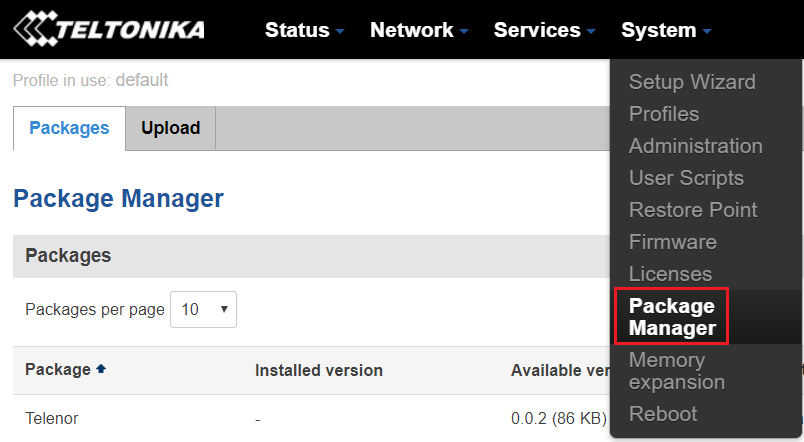 TELTONIKA Status Network Services System
Profile in use: default
Setup Wizard
Profiles
Administration
User Scripts
Restore Point
Firmware
Licenses
Package
Manager
Memory
expansion
Reboot
Packages Upload
Package Manager
Packages
Packages per page 10
Package Installed version Available ver
Telenor - 0.0.2 (86 KB)